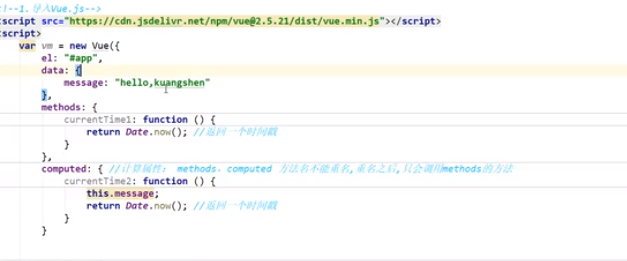 <!--1.导入Vue.js-->
<script src="https://cdn.jsdelivr.net/npm/vue@2.5.21/dist/vue.min.js"></script>
<script>
var vm = new Vue({
el: "#app",
data: {
message: "hello,kuangshen"
},
methods: {
currentTime1: function () {
return Date.now(); //返回一个时间戳
}
},
computed: { //计算属性: methods, computed 方法名不能重名,重名之后,只会调用methods的方法
currentTime2: function () {
this.message;
return Date.now(); //返回一个时间戳
}
}